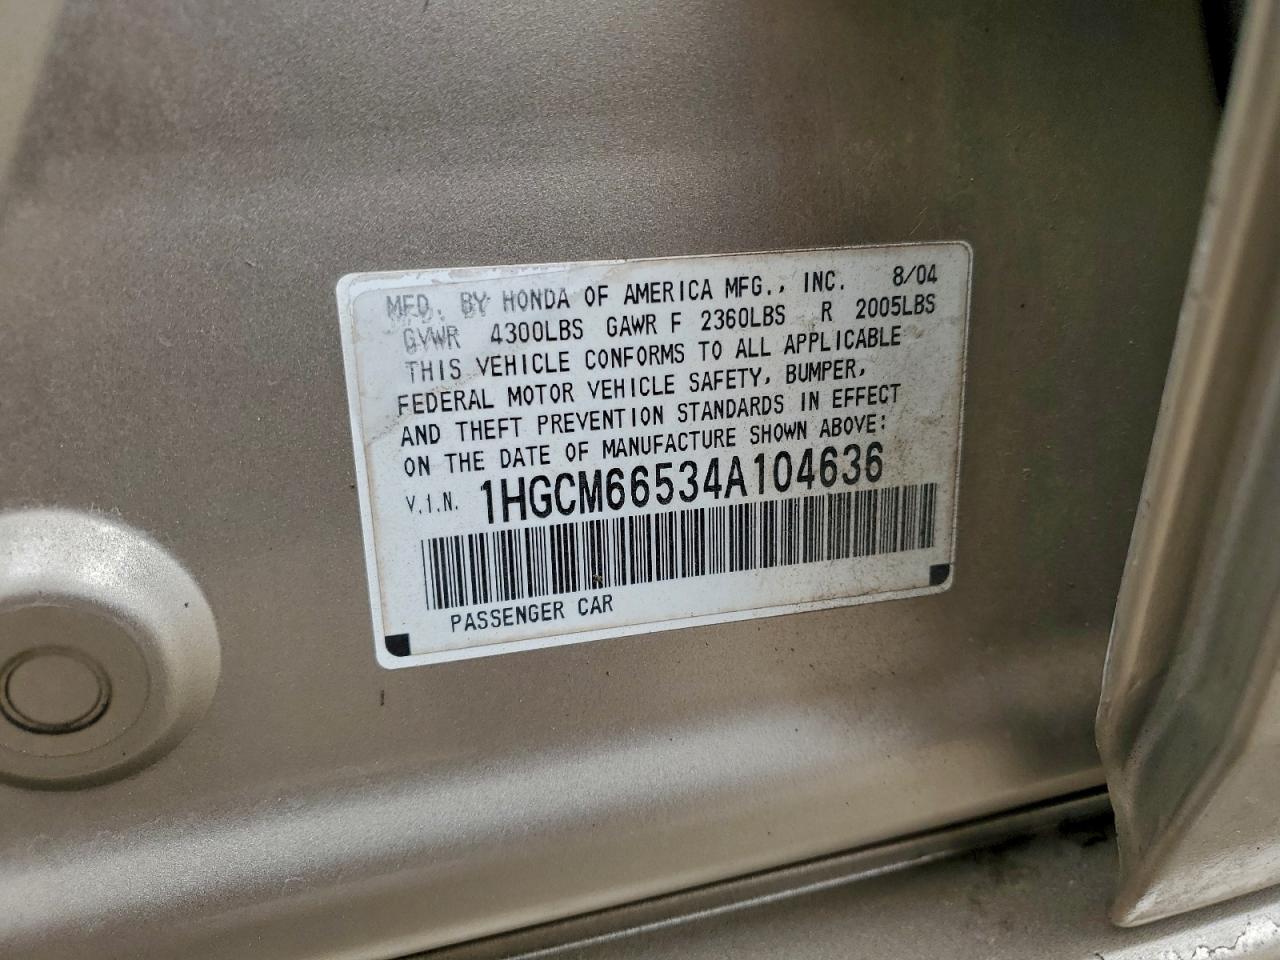 MFD. BY HONDA OF AMERICA MFG., INC. 8/04
GVWR 4300LBS GAWR F 2360LBS R 2005LBS
THIS VEHICLE CONFORMS TO ALL APPLICABLE
FEDERAL MOTOR VEHICLE SAFETY, BUMPER,
AND THEFT PREVENTION STANDARDS IN EFFECT
ON THE DATE OF MANUFACTURE SHOWN ABOVE:
V.I.N. 1HGCM66534A104636
PASSENGER CAR